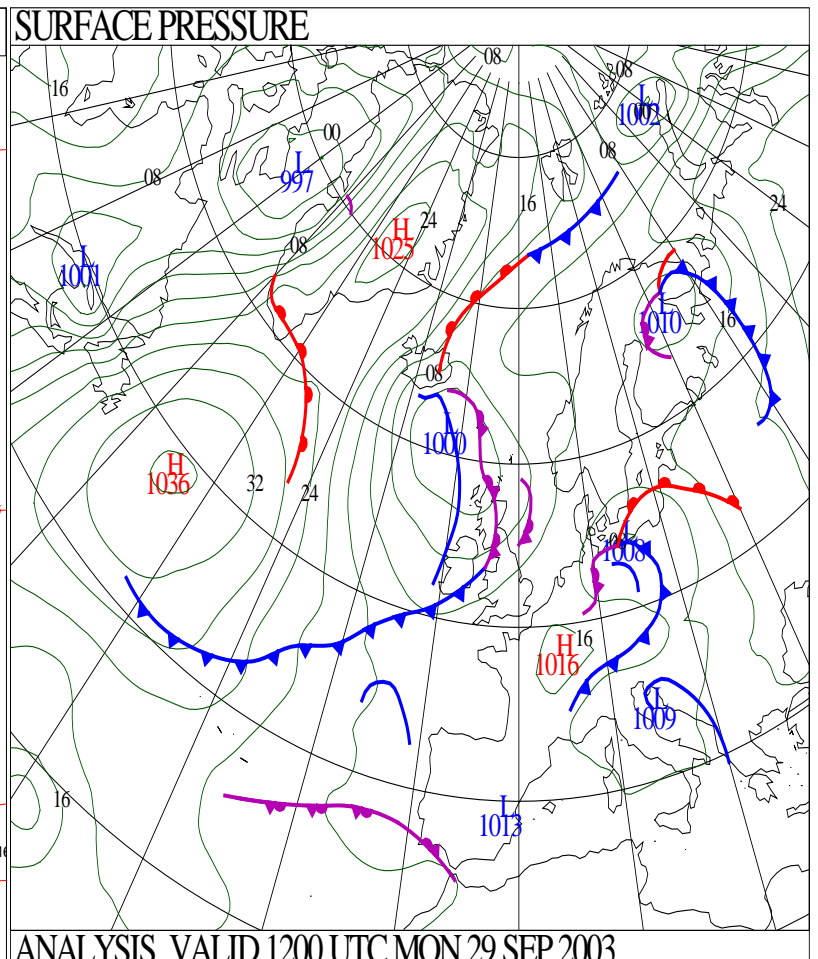 SURFACE PRESSURE
08
08
16
L
1002
00
08
L
997
08
16
24
24
H
1025
08
L
1001
L
1010
16
08
L
1000
H
1036
32
24
L
1008
16
H
1016
L
1009
16
L
1013
ANALYSIS VALID 1200 UTC MON 29 SEP 2003